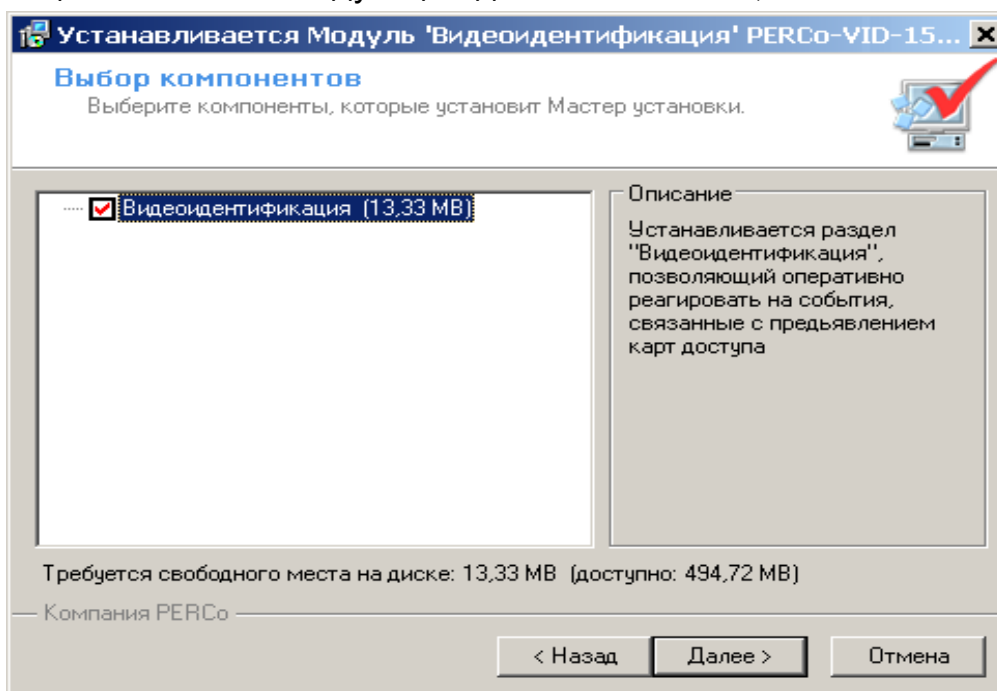 Устанавливается Модуль 'Видеоидентификация' PERCo-VID-15...
Выбор компонентов
Выберите компоненты, которые установит Мастер установки.
Видеоидентификация (13,33 MB)
Описание
Устанавливается раздел
"Видеоидентификация",
позволяющий оперативно
реагировать на события,
связанные с предьявлением
карт доступа
Требуется свободного места на диске: 13,33 MB (доступно: 494,72 MB)
Компания PERCo
< Назад
Далее >
Отмена